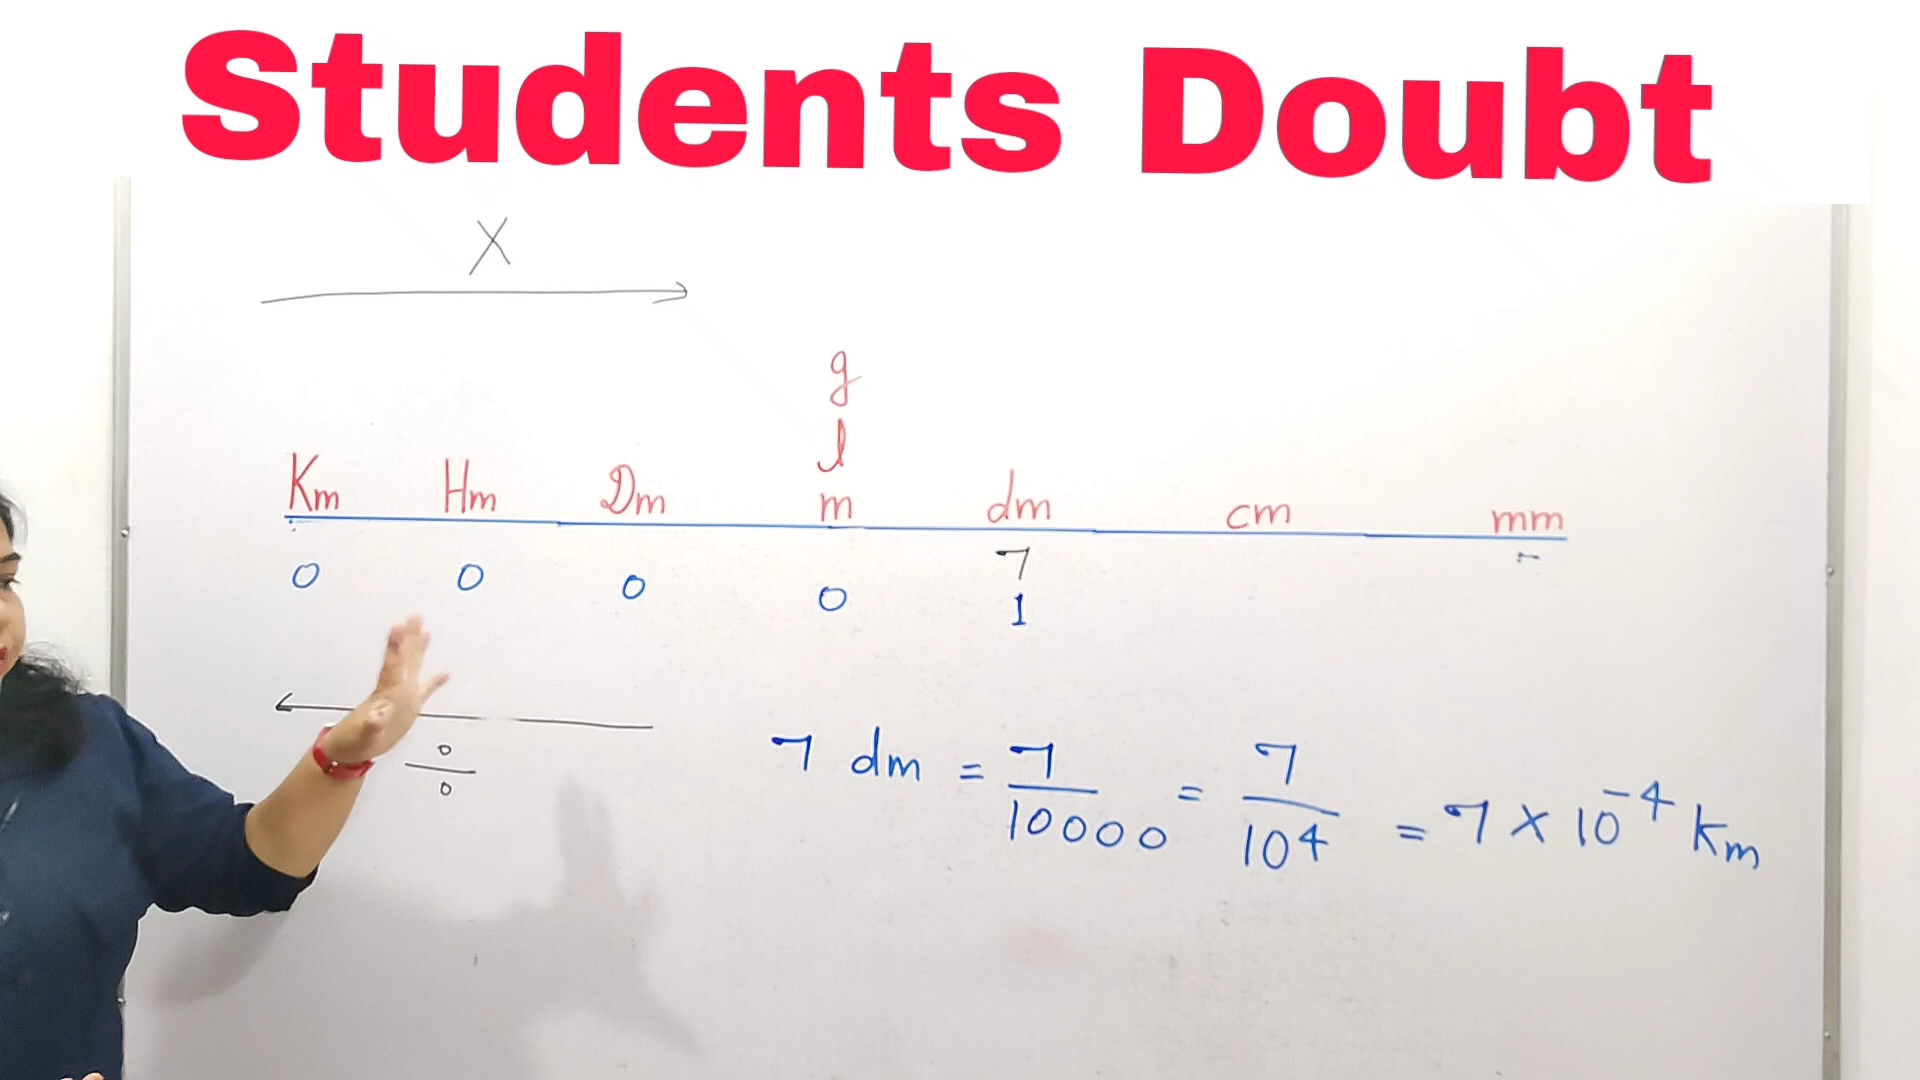 Students Doubt
X
g
l
Km Hm Dm m dm cm mm
7
0 0 0 0 1
÷
7 dm = 7/10000 = 7/10⁴ = 7 × 10⁻⁴ Km